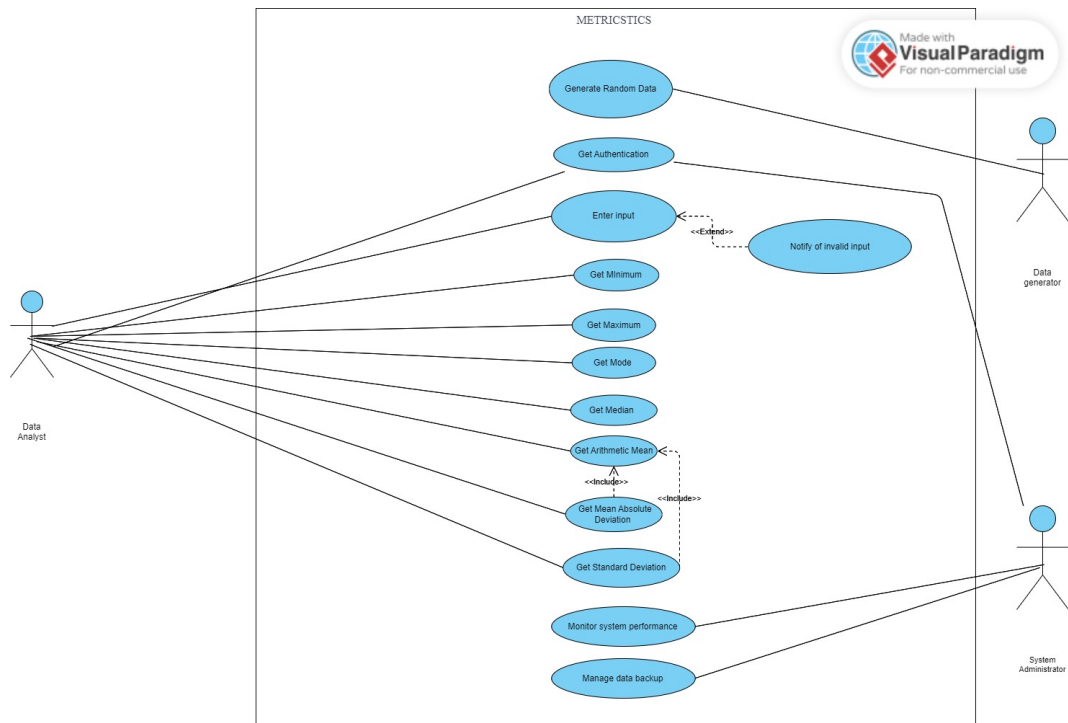 METRICSTICS
Made with
Visual Paradigm
For non-commercial use
Generate Random Data
Get Authentication
Enter input
<<Extend>>
Notify of invalid input
Data
generator
Get MInimum
Get Maximum
Get Mode
Get Median
Data
Analyst
Get Arithmetic Mean
<<Include>>
<<Include>>
Get Mean Absolute
Deviation
Get Standard Deviation
Monitor system performance
Manage data backup
System
Administrator